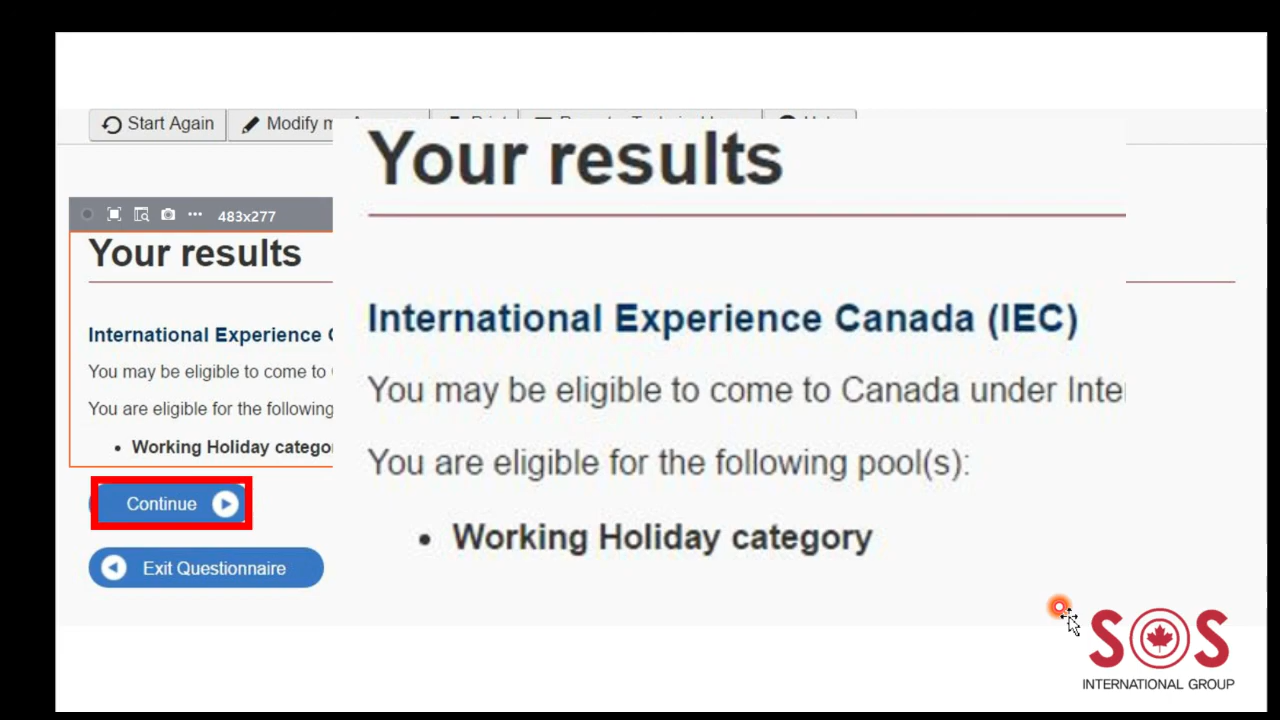 Start Again
Modify
Your results
483x277
Your results
International Experience Canada (IEC)
International Experience
You may be eligible to come to Canada under
You may be eligible to come to
You are eligible for the following pool(s):
You are eligible for the following
Working Holiday category
Working Holiday
Continue
Exit Questionnaire
SOS
INTERNATIONAL GROUP